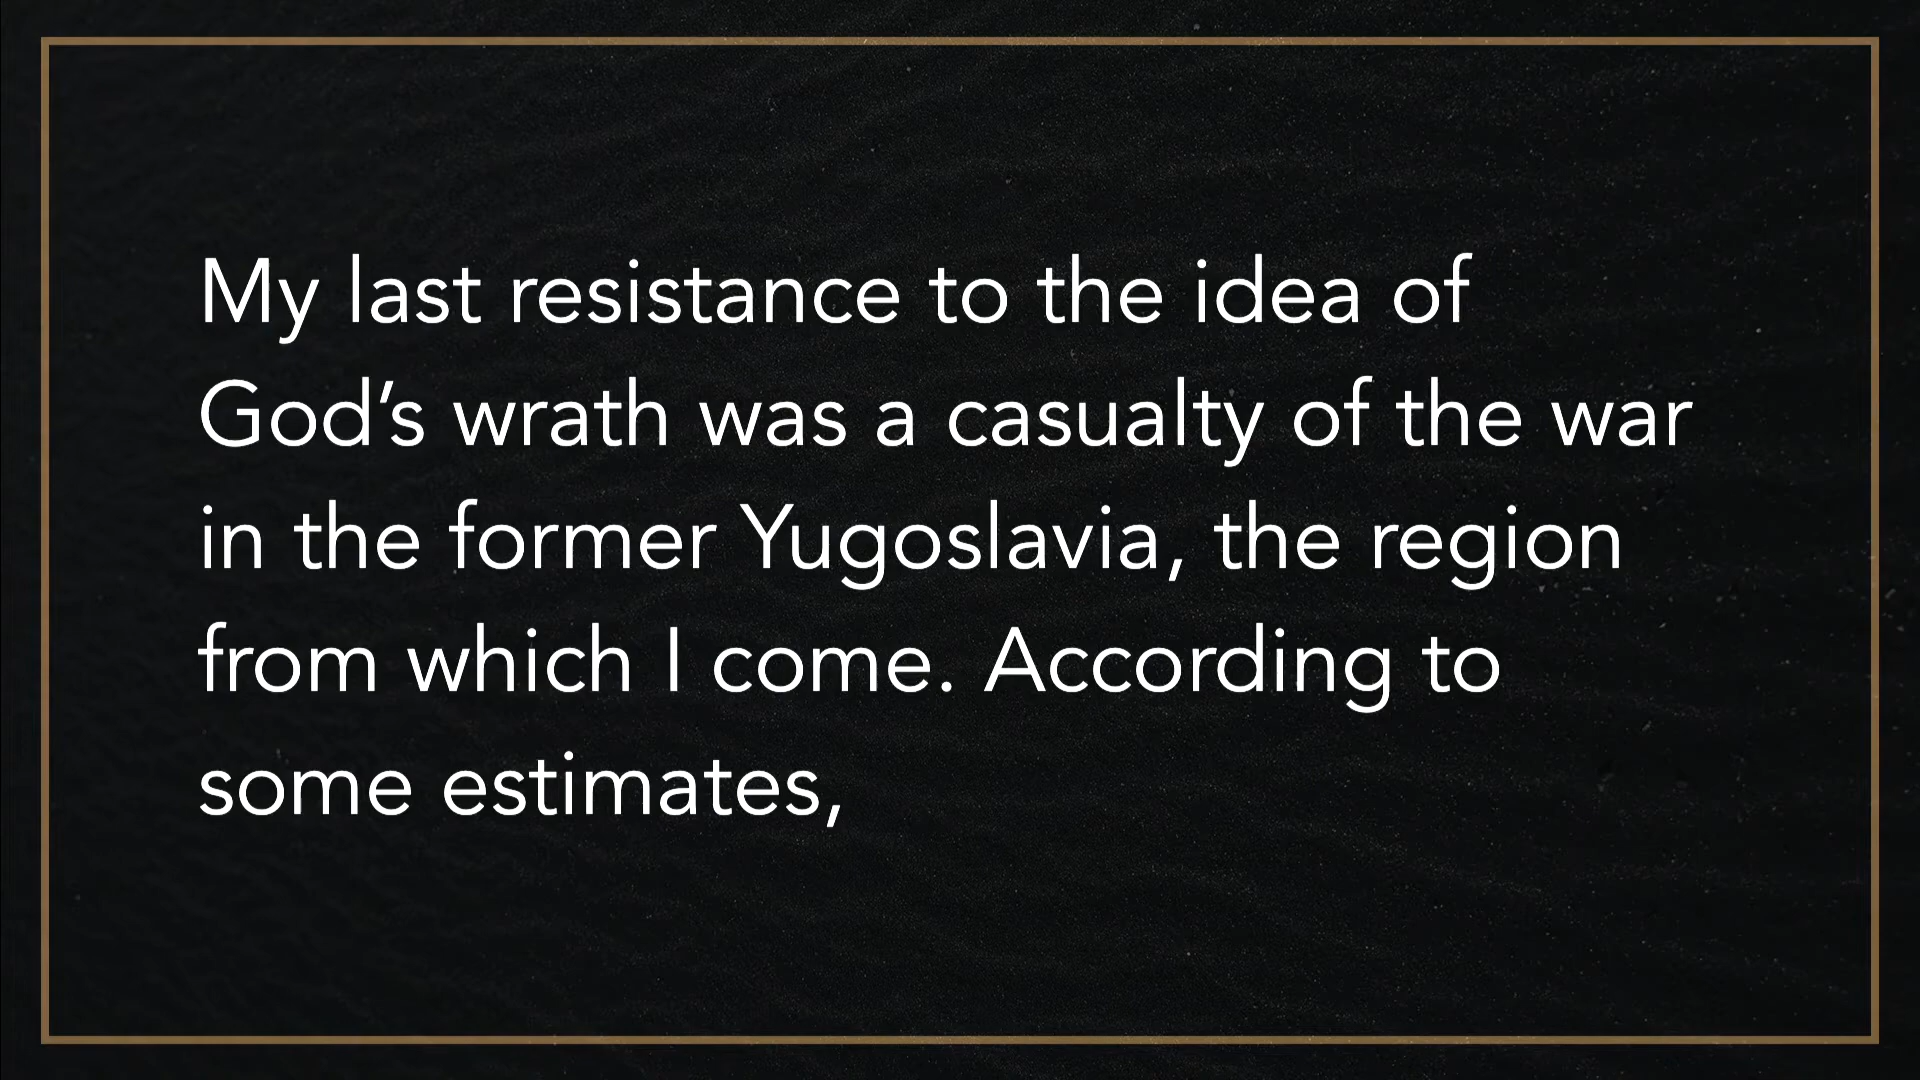 My last resistance to the idea of
God’s wrath was a casualty of the war
in the former Yugoslavia, the region
from which I come. According to
some estimates,